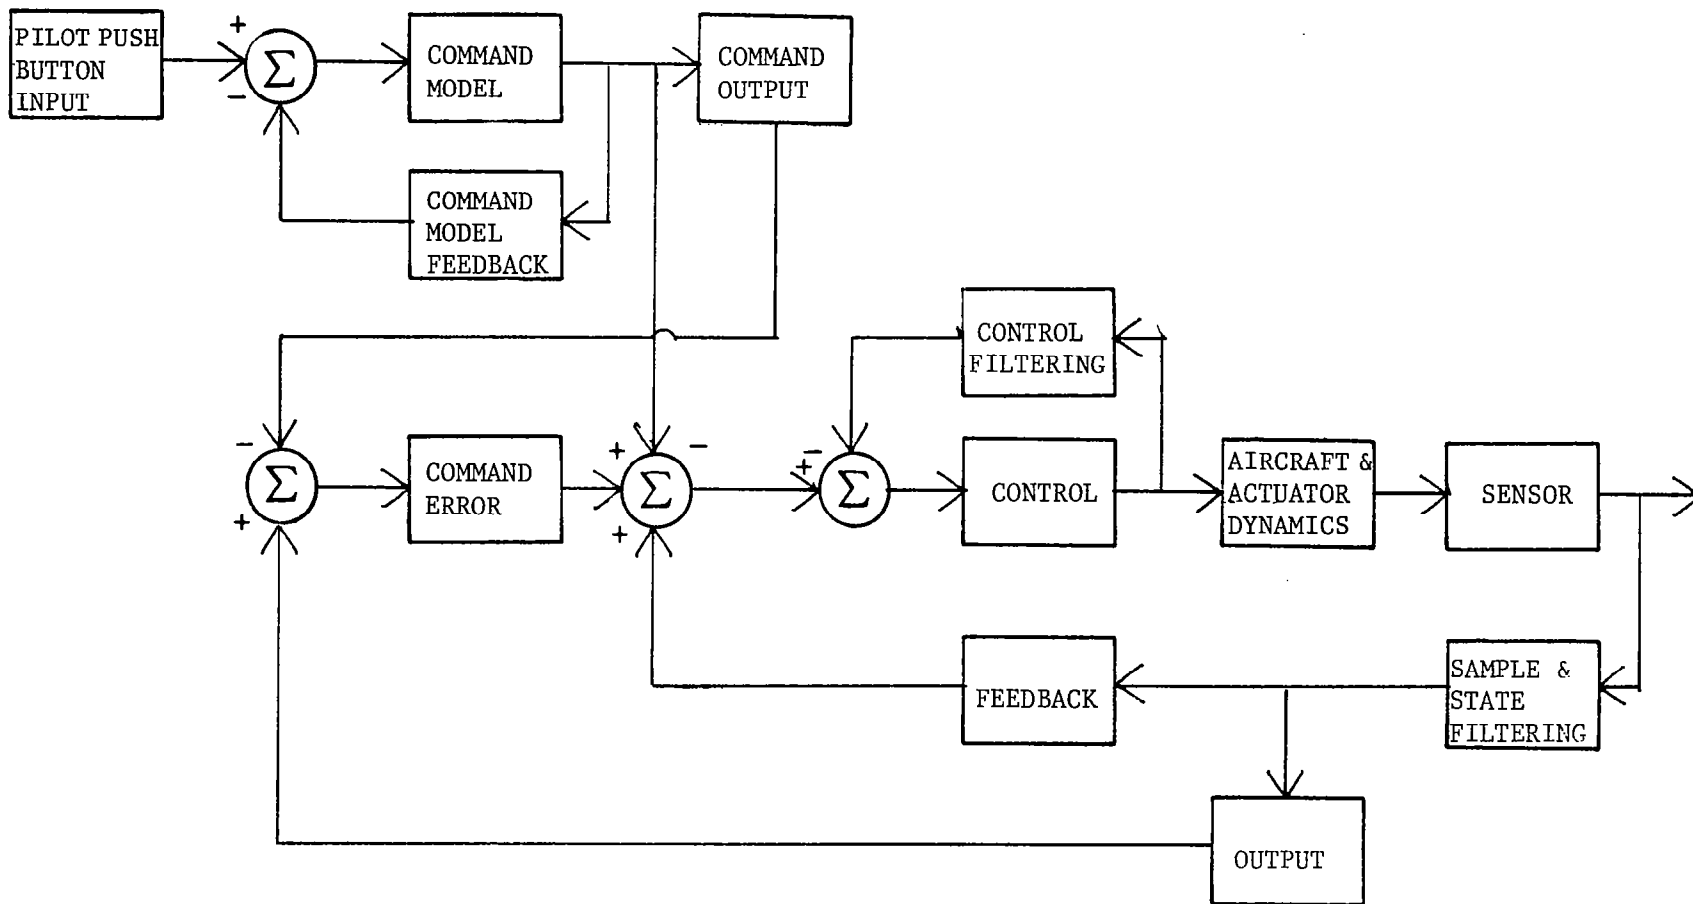 PILOT PUSH
BUTTON
INPUT
+
−
Σ
COMMAND
MODEL
COMMAND
OUTPUT
COMMAND
MODEL
FEEDBACK
CONTROL
FILTERING
−
+
Σ
COMMAND
ERROR
+
−
+
Σ
−
+
Σ
CONTROL
AIRCRAFT &
ACTUATOR
DYNAMICS
SENSOR
FEEDBACK
SAMPLE &
STATE
FILTERING
OUTPUT